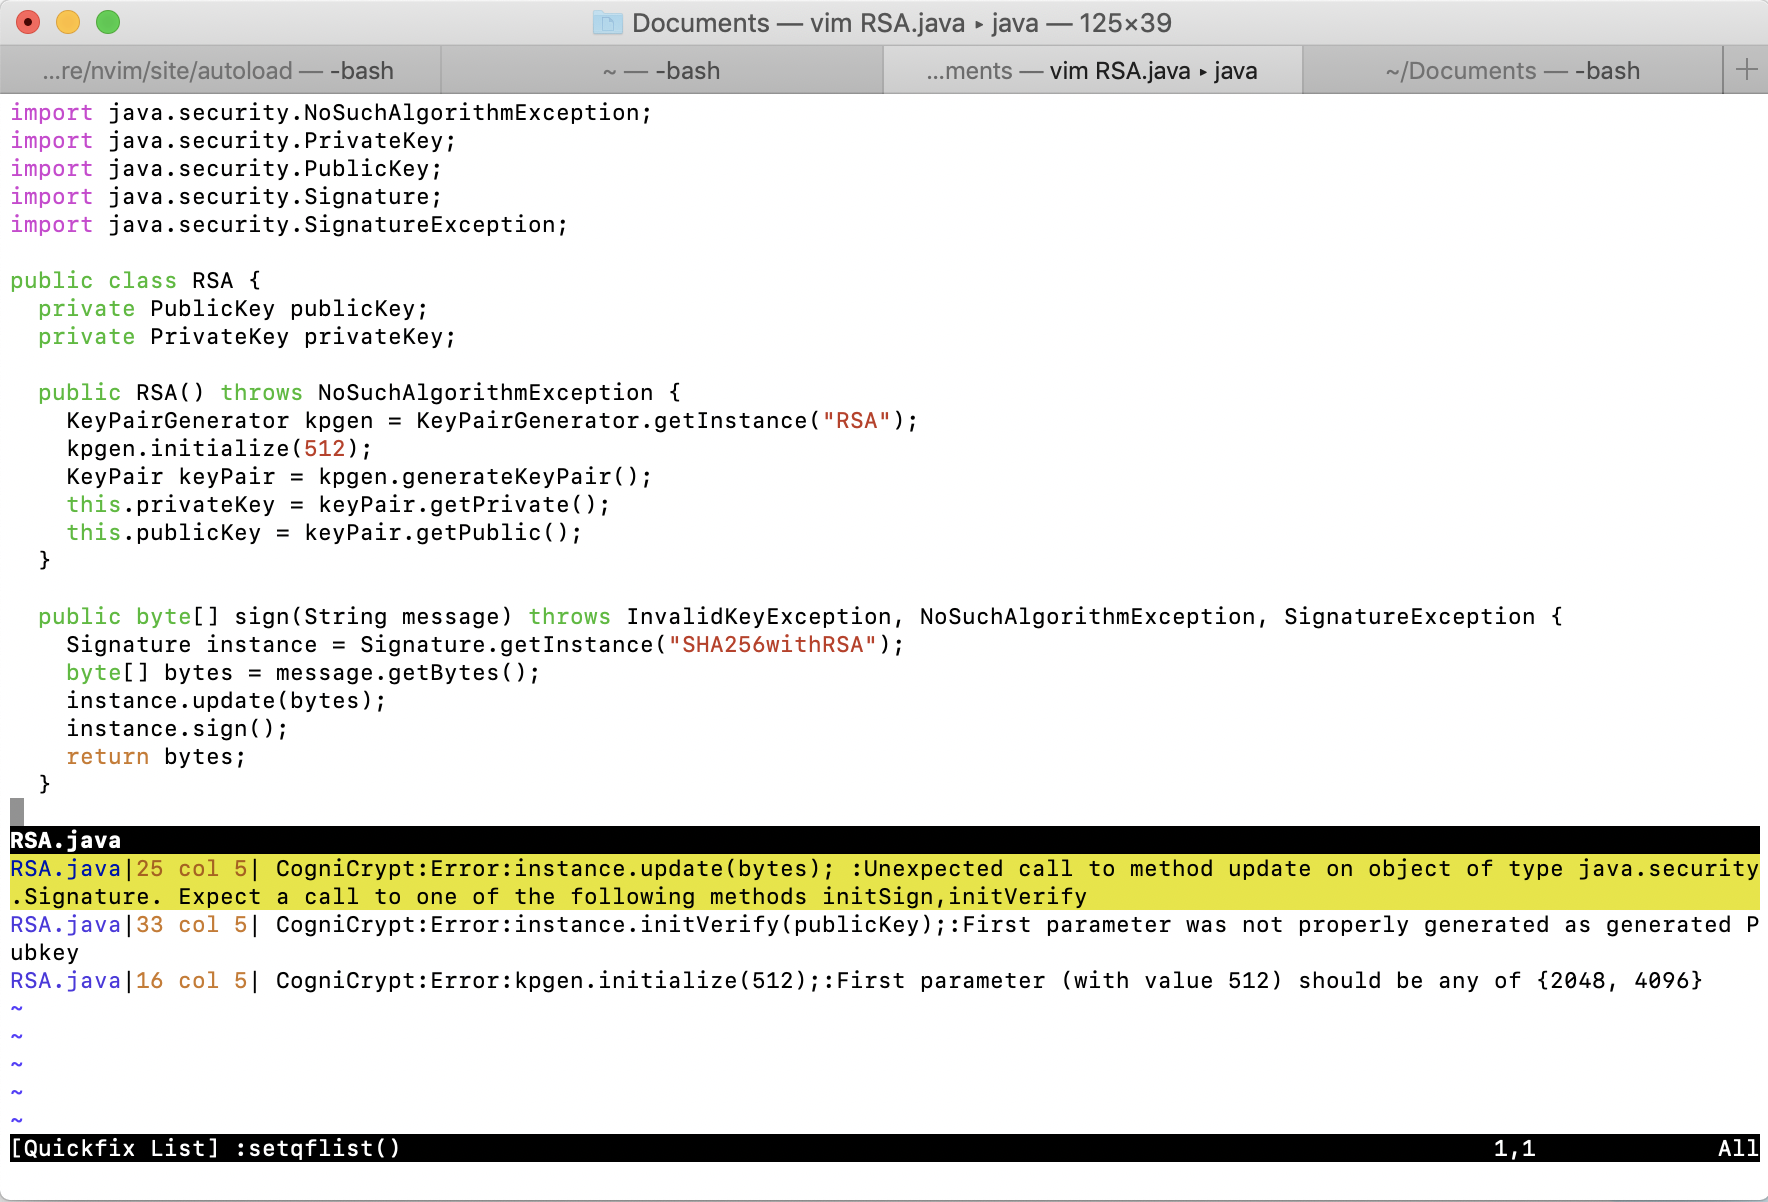 Documents — vim RSA.java ▸ java — 125×39
...re/nvim/site/autoload — -bash
~ — -bash
...ments — vim RSA.java ▸ java
~/Documents — -bash
+
import java.security.NoSuchAlgorithmException;
import java.security.PrivateKey;
import java.security.PublicKey;
import java.security.Signature;
import java.security.SignatureException;
public class RSA {
  private PublicKey publicKey;
  private PrivateKey privateKey;
  public RSA() throws NoSuchAlgorithmException {
    KeyPairGenerator kpgen = KeyPairGenerator.getInstance("RSA");
    kpgen.initialize(512);
    KeyPair keyPair = kpgen.generateKeyPair();
    this.privateKey = keyPair.getPrivate();
    this.publicKey = keyPair.getPublic();
  }
  public byte[] sign(String message) throws InvalidKeyException, NoSuchAlgorithmException, SignatureException {
    Signature instance = Signature.getInstance("SHA256withRSA");
    byte[] bytes = message.getBytes();
    instance.update(bytes);
    instance.sign();
    return bytes;
  }
RSA.java
RSA.java|25 col 5| CogniCrypt:Error:instance.update(bytes); :Unexpected call to method update on object of type java.security
.Signature. Expect a call to one of the following methods initSign,initVerify
RSA.java|33 col 5| CogniCrypt:Error:instance.initVerify(publicKey);:First parameter was not properly generated as generated P
ubkey
RSA.java|16 col 5| CogniCrypt:Error:kpgen.initialize(512);:First parameter (with value 512) should be any of {2048, 4096}
~
~
~
~
~
[Quickfix List] :setqflist() 1,1 All